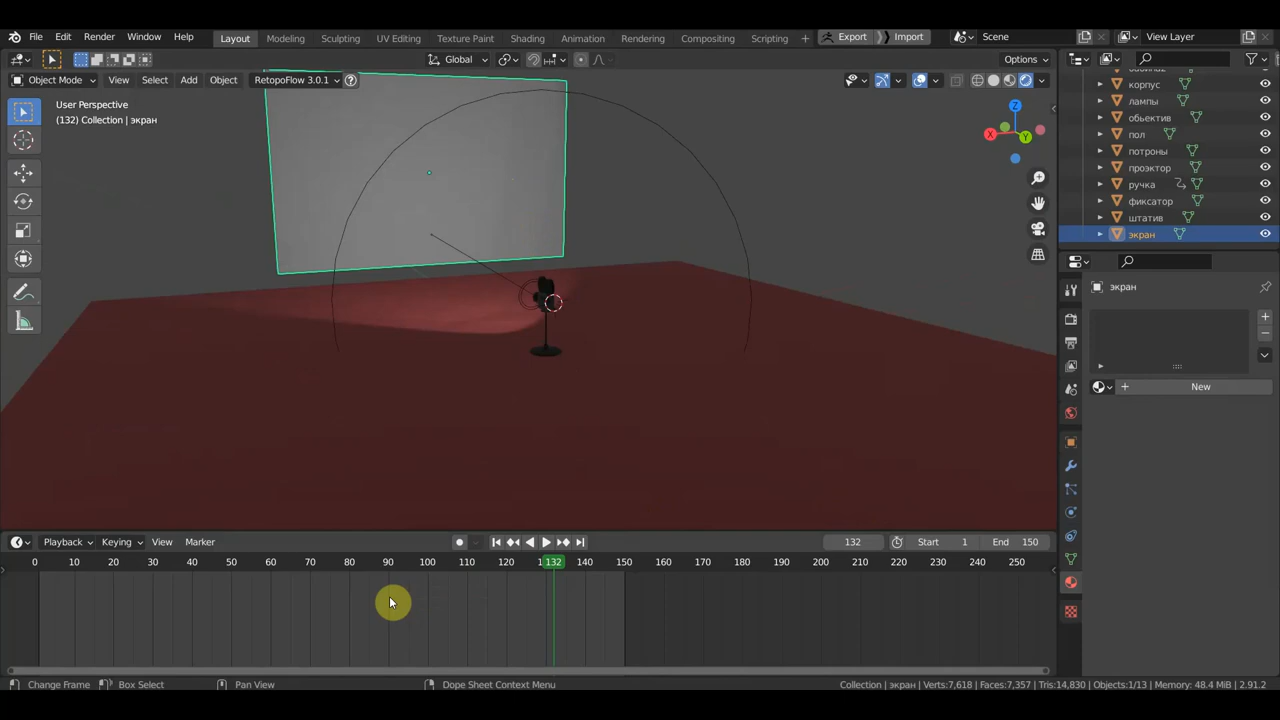 File Edit Render Window Help Layout Modeling Sculpting UV Editing Texture Paint Shading Animation Rendering Compositing Scripting + Export Import Scene View Layer
Global Options
Object Mode View Select Add Object RetopoFlow 3.0.1
User Perspective
(132) Collection | экран
Z
X
Y
корпус
лампы
обьектив
пол
потроны
проэктор
ручка
фиксатор
штатив
экран
экран
New
Playback Keying View Marker 132 Start 1 End 150
0 10 20 30 40 50 60 70 80 90 100 110 120 132 140 150 160 170 180 190 200 210 220 230 240 250
Change Frame Box Select Pan View Dope Sheet Context Menu Collection | экран | Verts:7,618 | Faces:7,357 | Tris:14,830 | Objects:1/13 | Memory: 48.4 MiB | 2.91.2